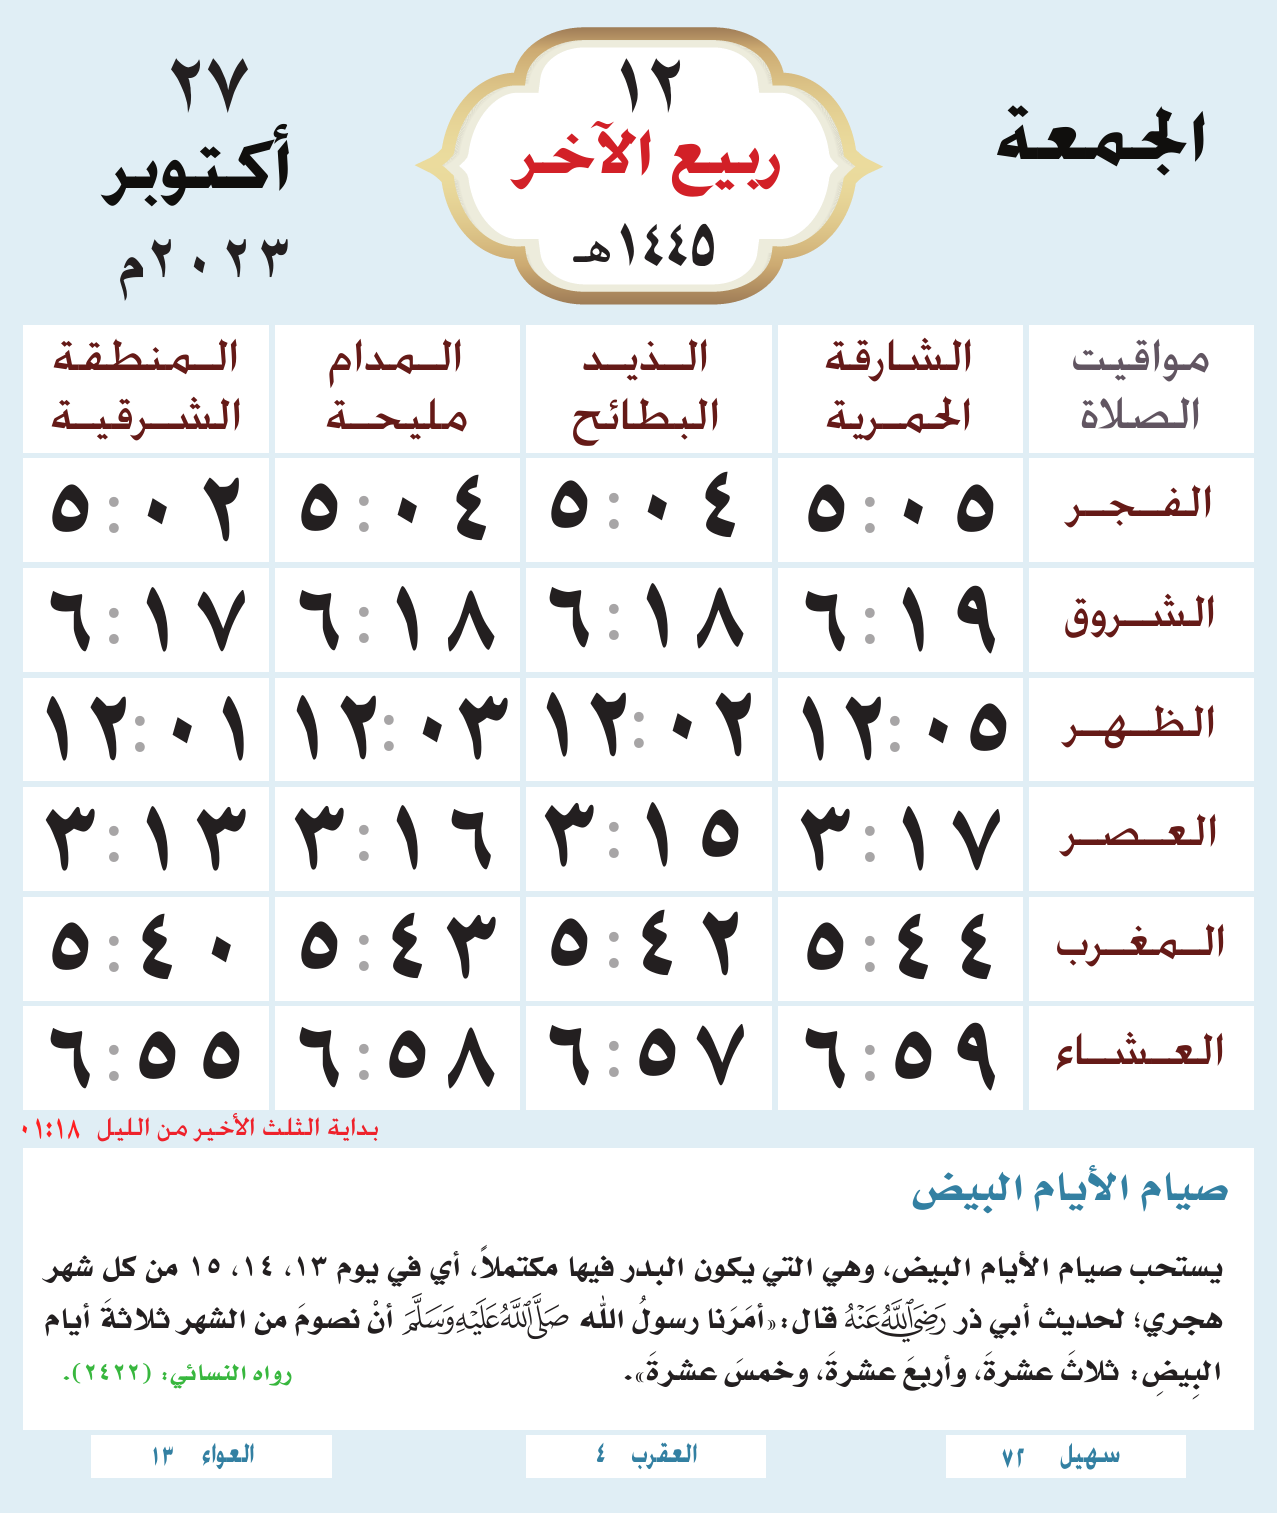 الجمعة
١٢
ربيع الآخر
١٤٤٥هـ
٢٧
أكتوبر
٢٠٢٣م
مواقيت الصلاة
الشارقة الحمرية
الذيد البطائح
المدام مليحة
المنطقة الشرقية
الفجر ٥:٠٥ ٥:٠٤ ٥:٠٤ ٥:٠٢
الشروق ٦:١٩ ٦:١٨ ٦:١٨ ٦:١٧
الظهر ١٢:٠٥ ١٢:٠٢ ١٢:٠٣ ١٢:٠١
العصر ٣:١٧ ٣:١٥ ٣:١٦ ٣:١٣
المغرب ٥:٤٤ ٥:٤٢ ٥:٤٣ ٥:٤٠
العشاء ٦:٥٩ ٦:٥٧ ٦:٥٨ ٦:٥٥
بداية الثلث الأخير من الليل ٠١:١٨
صيام الأيام البيض
يستحب صيام الأيام البيض، وهي التي يكون البدر فيها مكتملاً، أي في يوم ١٣، ١٤، ١٥ من كل شهر
هجري؛ لحديث أبي ذر رَضِيَ اللَّهُ عَنْهُ قال: «أمَرَنا رسولُ الله صَلَّى اللَّهُ عَلَيْهِ وَسَلَّمَ أنْ نصومَ من الشهر ثلاثةَ أيام
البِيضِ: ثلاثَ عشرةَ، وأربعَ عشرةَ، وخمسَ عشرةَ». رواه النسائي: (٢٤٢٢).
سهيل ٧٢
العقرب ٤
العواء ١٣